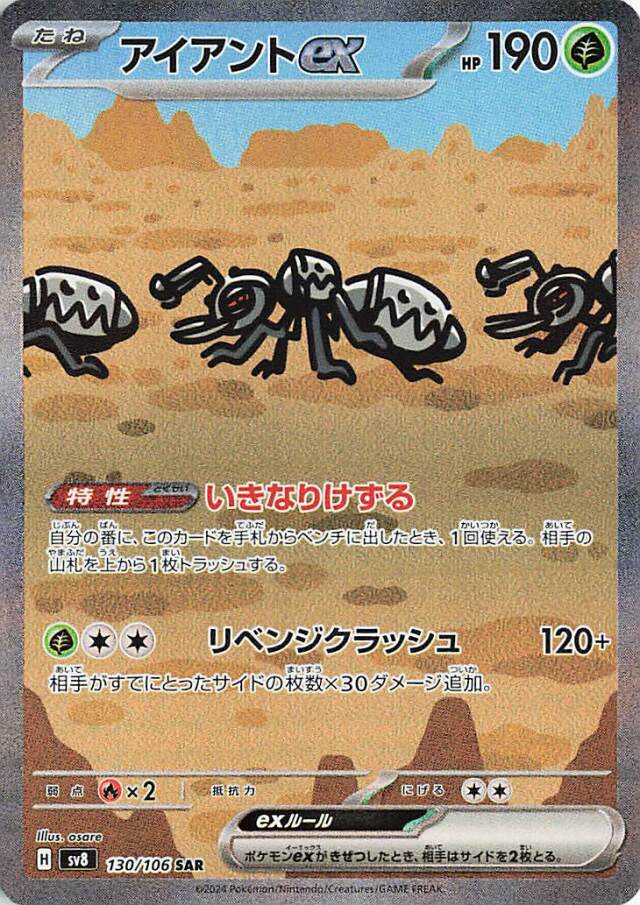 たね アイアントex HP 190
特性 とくせい いきなりけずる
自分の番に、このカードを手札からベンチに出したとき、1回使える。相手の
山札を上から1枚トラッシュする。
リベンジクラッシュ 120+
相手がすでにとったサイドの枚数×30ダメージ追加。
弱点 ×2 抵抗力 にげる
exルール
ポケモンexがきぜつしたとき、相手はサイドを2枚とる。
Illus. osare
H sv8 130/106 SAR
©2024 Pokémon/Nintendo/Creatures/GAME FREAK.